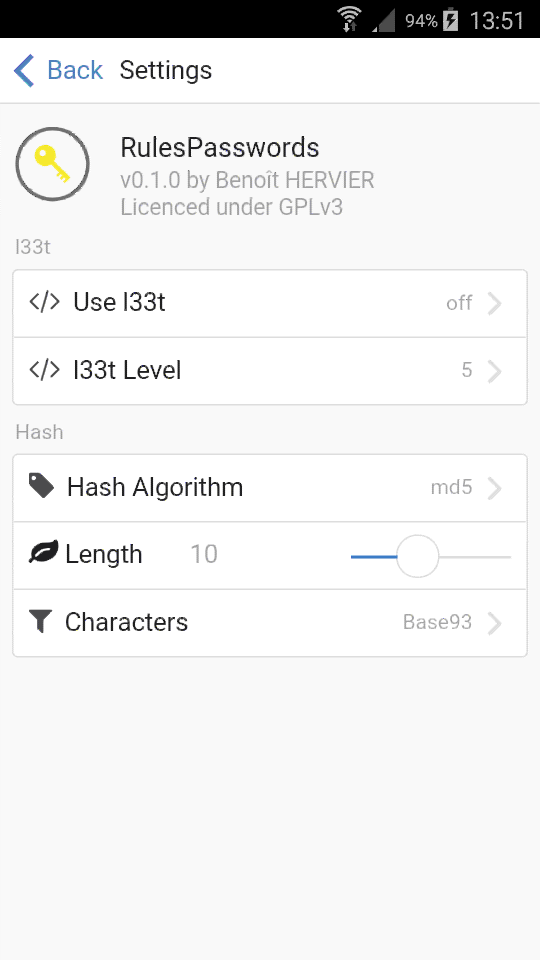 94% 13:51
Back Settings
RulesPasswords
v0.1.0 by Benoît HERVIER
Licenced under GPLv3
l33t
Use l33t off
l33t Level 5
Hash
Hash Algorithm md5
Length 10
Characters Base93